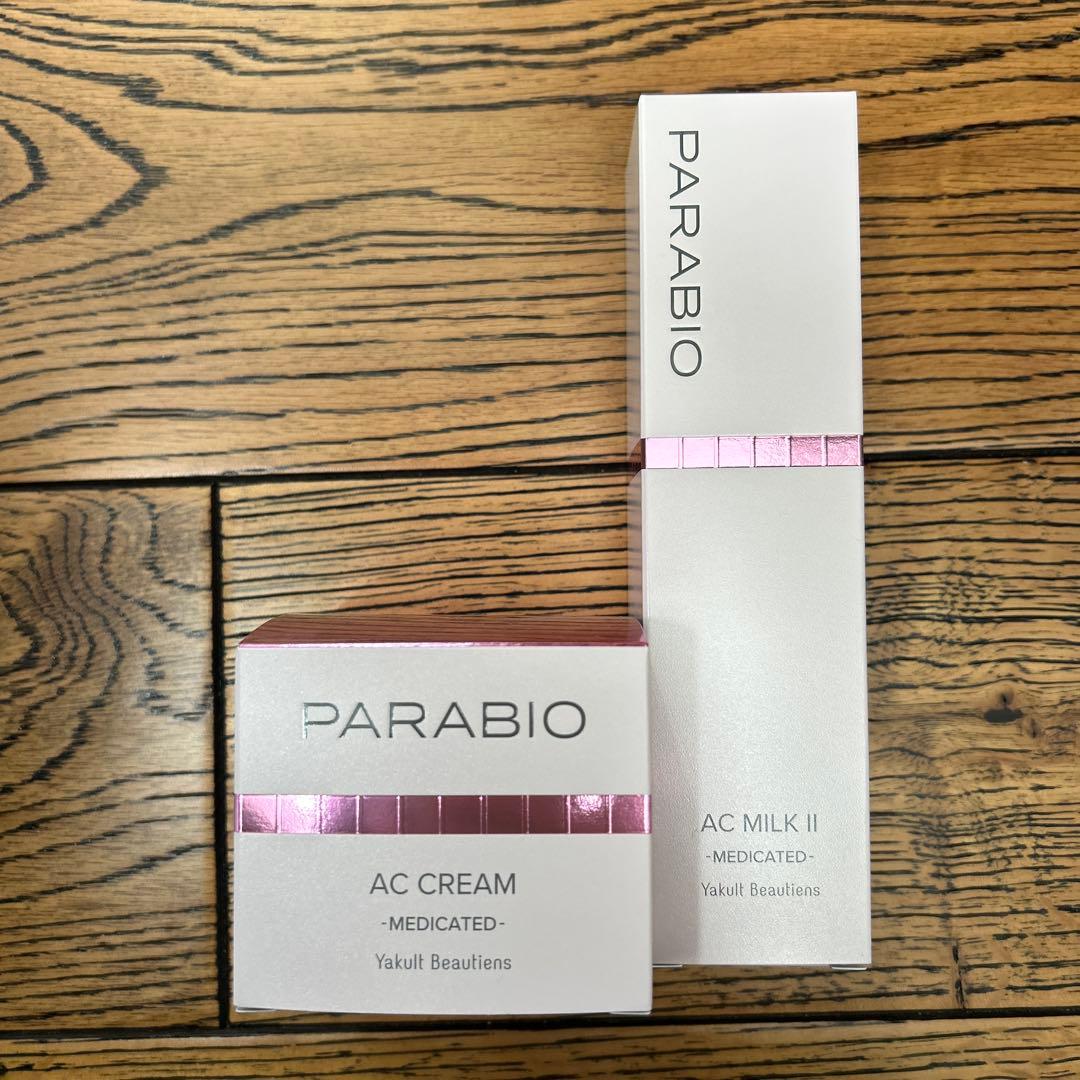 PARABIO
AC CREAM
-MEDICATED-
Yakult Beautiens
PARABIO
AC MILK II
-MEDICATED-
Yakult Beautiens